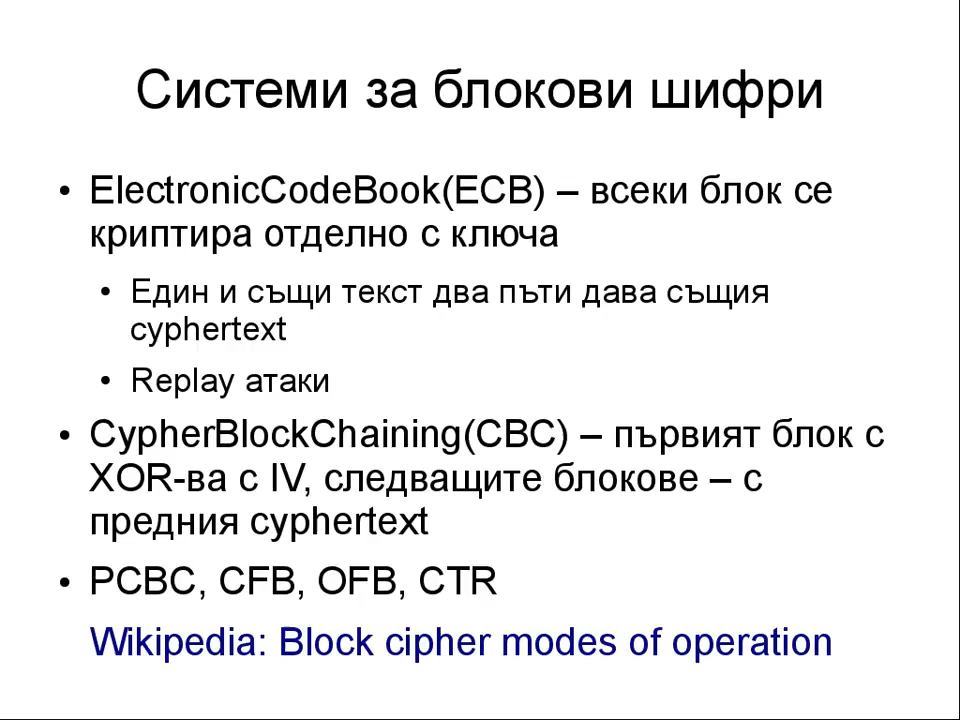 Системи за блокови шифри
• ElectronicCodeBook(ECB) – всеки блок се
криптира отделно с ключа
• Един и същи текст два пъти дава същия
cyphertext
• Replay атаки
• CypherBlockChaining(CBC) – първият блок с
XOR-ва с IV, следващите блокове – с
предния cyphertext
• PCBC, CFB, OFB, CTR
Wikipedia: Block cipher modes of operation